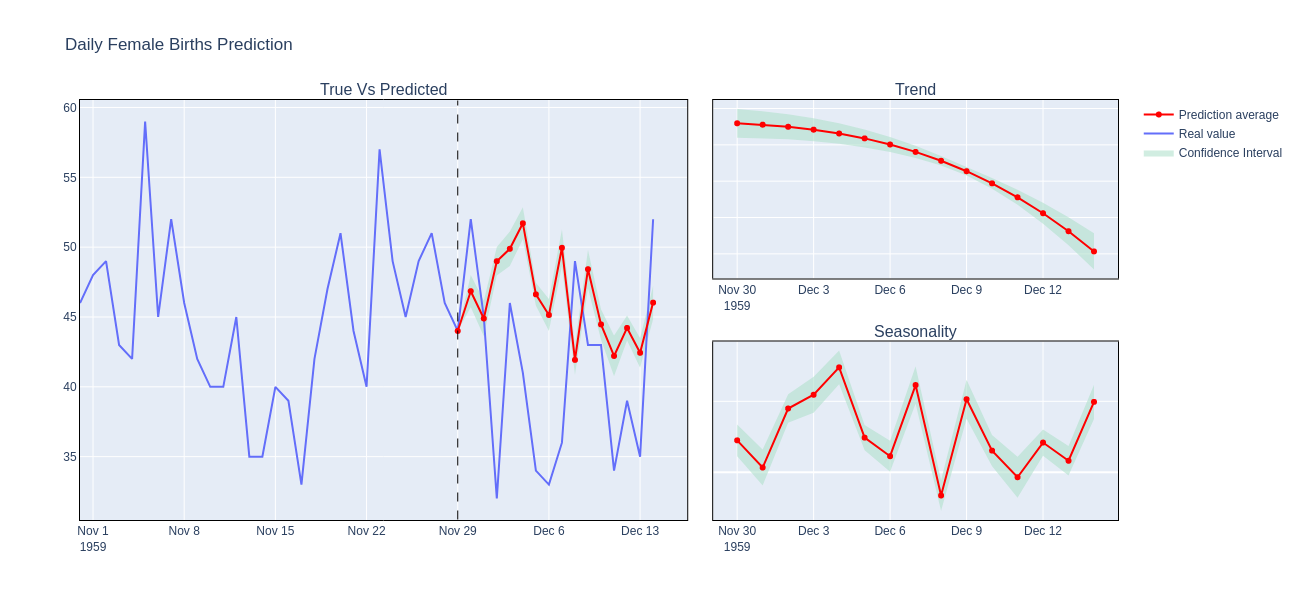 Daily Female Births Prediction
True Vs Predicted
60
55
50
45
40
35
Nov 1
1959
Nov 8
Nov 15
Nov 22
Nov 29
Dec 6
Dec 13
Trend
Nov 30
1959
Dec 3
Dec 6
Dec 9
Dec 12
Seasonality
Nov 30
1959
Dec 3
Dec 6
Dec 9
Dec 12
Prediction average
Real value
Confidence Interval